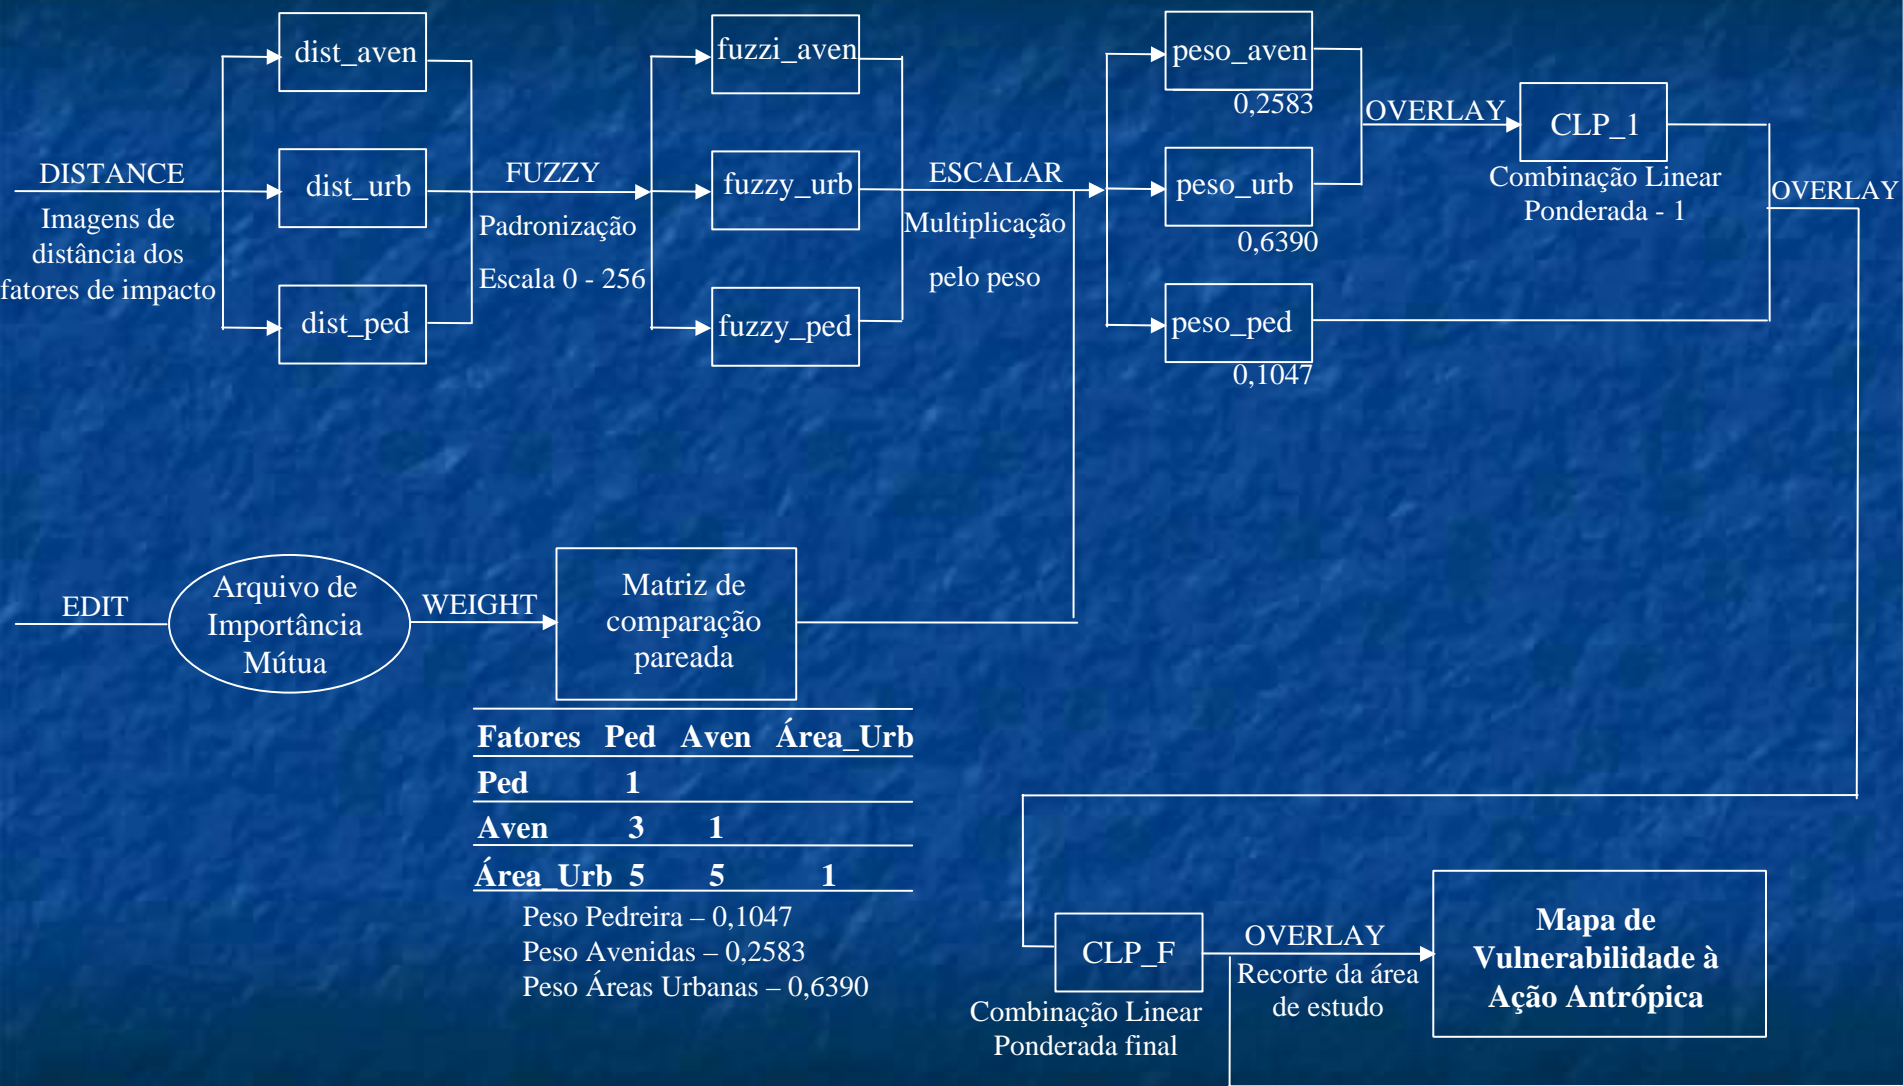 DISTANCE
Imagens de
distância dos
fatores de impacto
dist_aven
dist_urb
dist_ped
FUZZY
Padronização
Escala 0 - 256
fuzzi_aven
fuzzy_urb
fuzzy_ped
ESCALAR
Multiplicação
pelo peso
peso_aven
0,2583
peso_urb
0,6390
peso_ped
0,1047
OVERLAY
CLP_1
Combinação Linear
Ponderada - 1
OVERLAY
EDIT
Arquivo de
Importância
Mútua
WEIGHT
Matriz de
comparação
pareada
Fatores Ped Aven Área_Urb
Ped 1
Aven 3 1
Área_Urb 5 5 1
Peso Pedreira – 0,1047
Peso Avenidas – 0,2583
Peso Áreas Urbanas – 0,6390
CLP_F
Combinação Linear
Ponderada final
OVERLAY
Recorte da área
de estudo
Mapa de
Vulnerabilidade à
Ação Antrópica